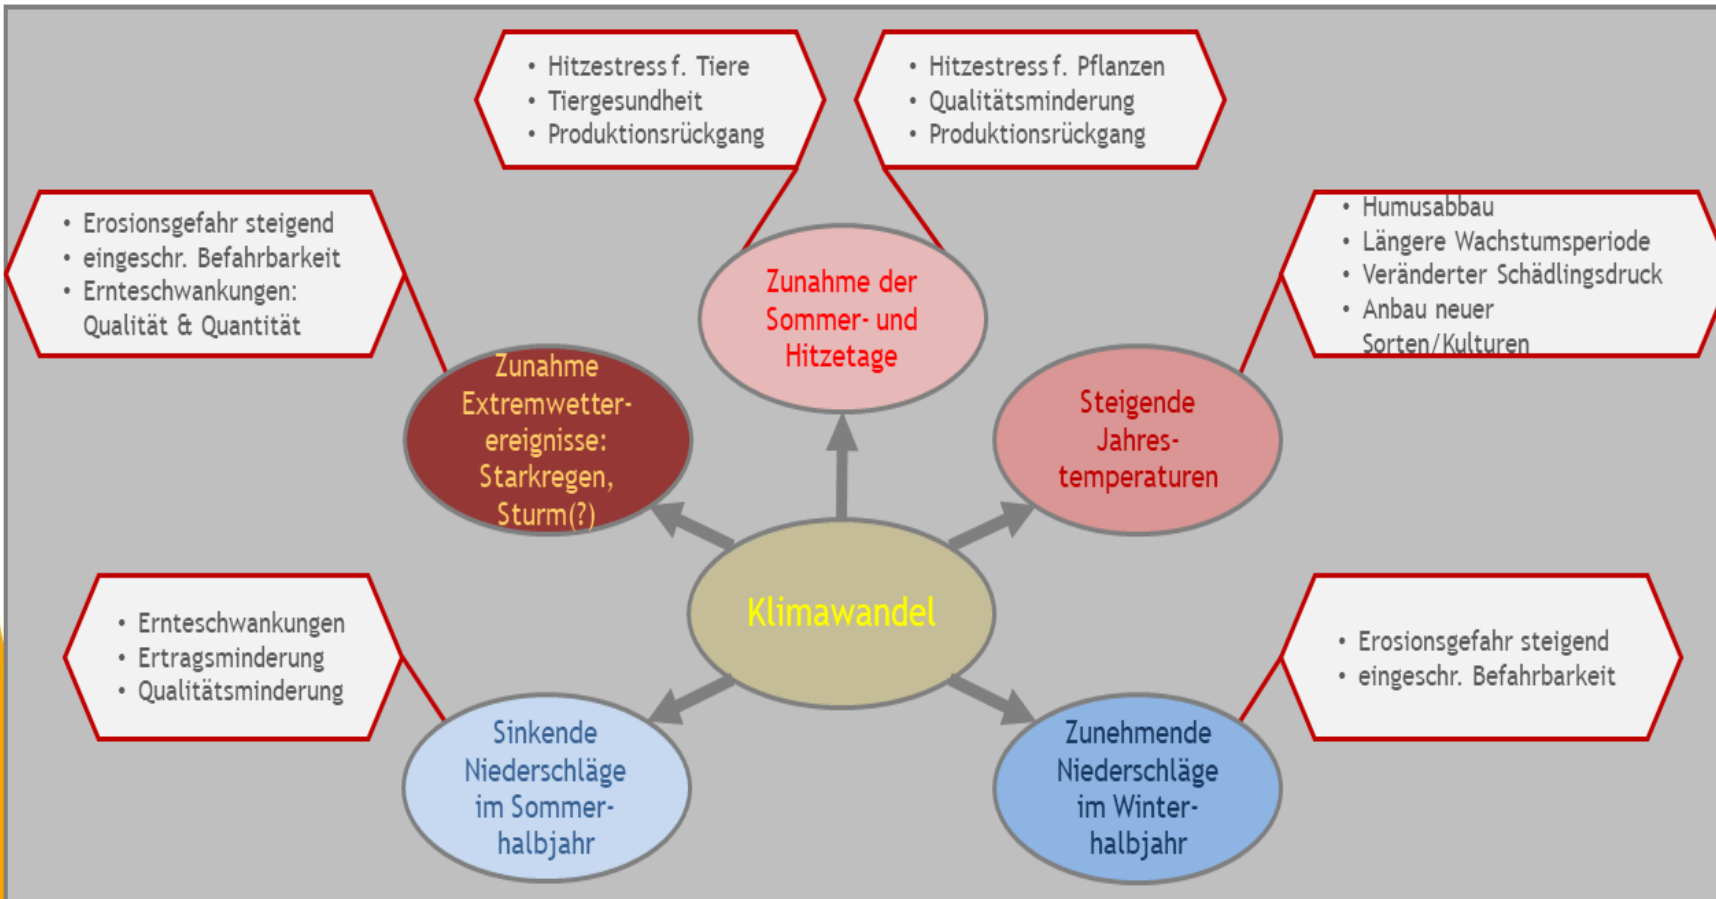 • Hitzestress f. Tiere
• Tiergesundheit
• Produktionsrückgang
• Hitzestress f. Pflanzen
• Qualitätsminderung
• Produktionsrückgang
• Erosionsgefahr steigend
• eingeschr. Befahrbarkeit
• Ernteschwankungen:
Qualität & Quantität
• Humusabbau
• Längere Wachstumsperiode
• Veränderter Schädlingsdruck
• Anbau neuer
Sorten/Kulturen
Zunahme der
Sommer- und
Hitzetage
Zunahme
Extremwetter-
ereignisse:
Starkregen,
Sturm(?)
Steigende
Jahres-
temperaturen
Klimawandel
• Ernteschwankungen
• Ertragsminderung
• Qualitätsminderung
• Erosionsgefahr steigend
• eingeschr. Befahrbarkeit
Sinkende
Niederschläge
im Sommer-
halbjahr
Zunehmende
Niederschläge
im Winter-
halbjahr